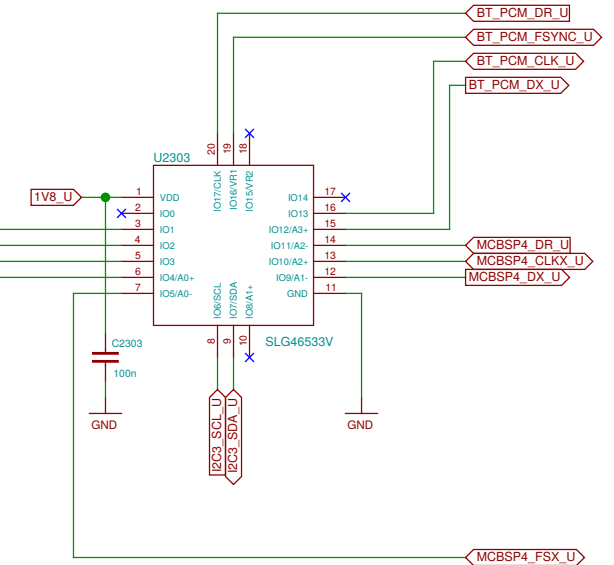 BT_PCM_DR_U
BT_PCM_FSYNC_U
BT_PCM_CLK_U
BT_PCM_DX_U
20
19
18
U2303
IO17/CLK
IO16/VR1
IO15/VR2
1V8_U
1
VDD
IO14
17
2
IO0
IO13
16
3
IO1
IO12/A3+
15
4
IO2
IO11/A2-
14
MCBSP4_DR_U
5
IO3
IO10/A2+
13
MCBSP4_CLKX_U
6
IO4/A0+
IO9/A1-
12
MCBSP4_DX_U
7
IO5/A0-
GND
11
IO6/SCL
IO7/SDA
IO8/A1+
8
9
10
SLG46533V
C2303
100n
GND
GND
I2C3_SCL_U
I2C3_SDA_U
MCBSP4_FSX_U